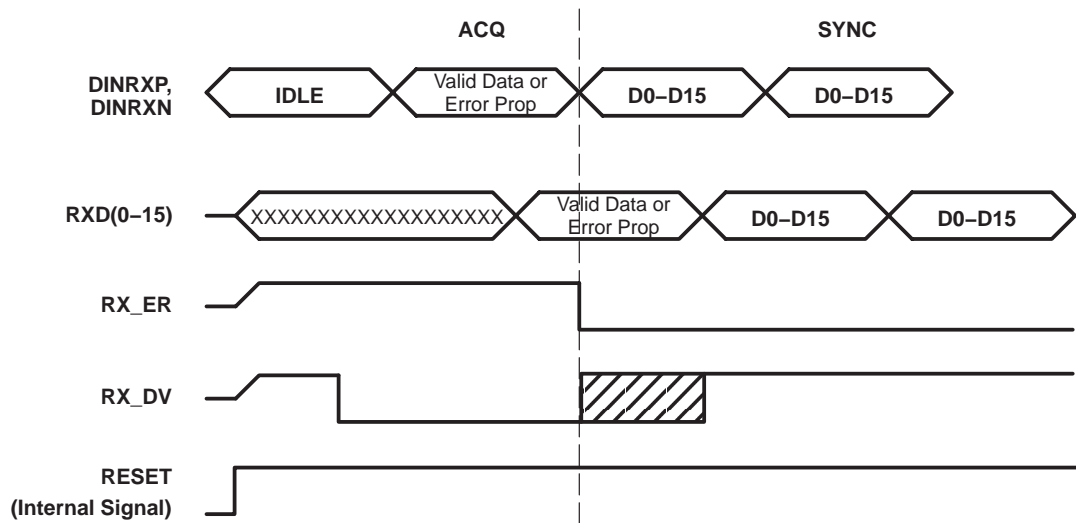 ACQ SYNC
DINRXP,
DINRXN
IDLE
Valid Data or
Error Prop
D0–D15
D0–D15
RXD(0–15)
XXXXXXXXXXXXXXXXXXX
Valid Data or
Error Prop
D0–D15
D0–D15
RX_ER
RX_DV
RESET
(Internal Signal)